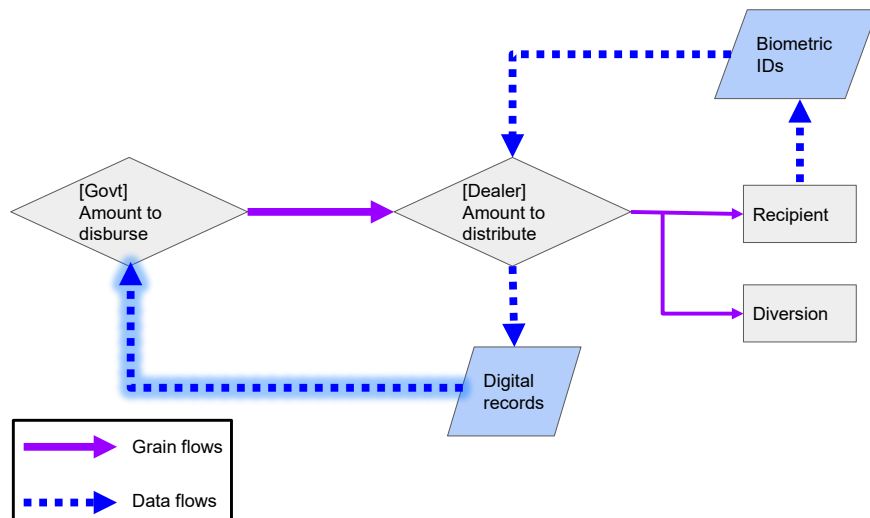 Biometric
IDs
[Govt]
Amount to
disburse
[Dealer]
Amount to
distribute
Recipient
Diversion
Digital
records
Grain flows
Data flows